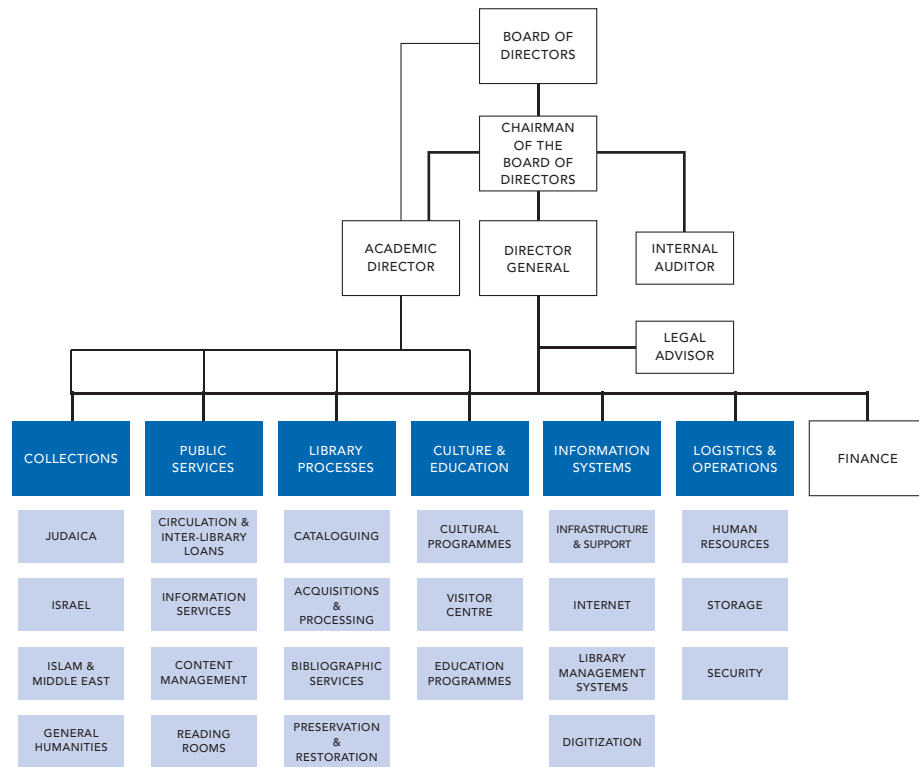 BOARD OF
DIRECTORS
CHAIRMAN
OF THE
BOARD OF
DIRECTORS
ACADEMIC
DIRECTOR
DIRECTOR
GENERAL
INTERNAL
AUDITOR
LEGAL
ADVISOR
COLLECTIONS
PUBLIC
SERVICES
LIBRARY
PROCESSES
CULTURE &
EDUCATION
INFORMATION
SYSTEMS
LOGISTICS &
OPERATIONS
FINANCE
JUDAICA
CIRCULATION &
INTER-LIBRARY
LOANS
CATALOGUING
CULTURAL
PROGRAMMES
INFRASTRUCTURE
& SUPPORT
HUMAN
RESOURCES
ISRAEL
INFORMATION
SERVICES
ACQUISITIONS
&
PROCESSING
VISITOR
CENTRE
INTERNET
STORAGE
ISLAM &
MIDDLE EAST
CONTENT
MANAGEMENT
BIBLIOGRAPHIC
SERVICES
EDUCATION
PROGRAMMES
LIBRARY
MANAGEMENT
SYSTEMS
SECURITY
GENERAL
HUMANITIES
READING
ROOMS
PRESERVATION
&
RESTORATION
DIGITIZATION